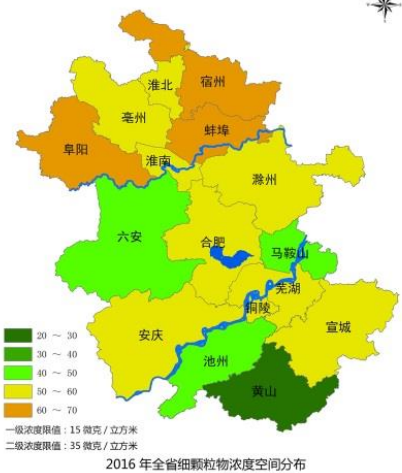 淮北
宿州
亳州
蚌埠
阜阳
淮南
滁州
六安
合肥
马鞍山
芜湖
铜陵
安庆
宣城
池州
黄山
20 ～ 30
30 ～ 40
40 ～ 50
50 ～ 60
60 ～ 70
一级浓度限值：15 微克/立方米
二级浓度限值：35 微克/立方米
2016 年全省细颗粒物浓度空间分布